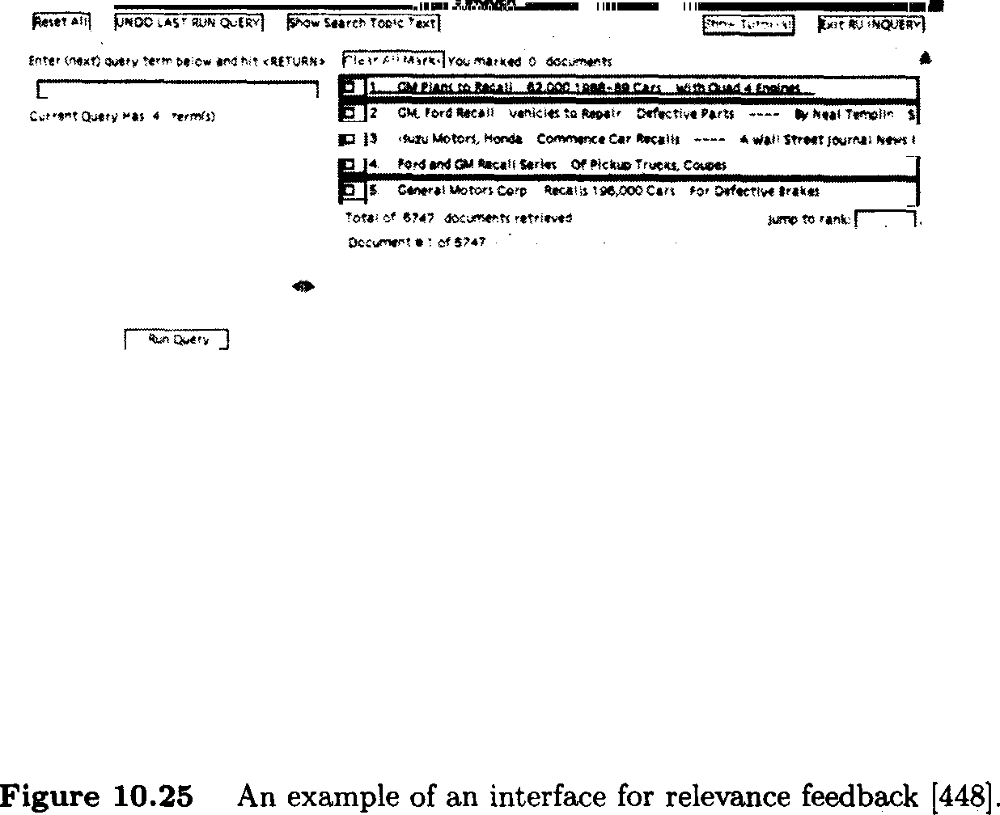 Reset All UNDO LAST RUN QUERY Show Search Topic Text Show Tutorial Exit RU INQUERY
Enter (next) query term below and hit <RETURN> Clear All Marks You marked 0 documents
1. GM Plans to Recall 62,000 1988-89 Cars With Quad 4 Engines
Current Query Has 4 Term(s)
2 GM, Ford Recall Vehicles to Repair Defective Parts ---- By Neal Templin S
3 Isuzu Motors, Honda Commence Car Recalls ---- A Wall Street Journal News
4. Ford and GM Recall Series Of Pickup Trucks, Coupes
5. General Motors Corp Recalls 196,000 Cars For Defective Brakes
Total of 6747 documents retrieved Jump to rank:
Document # 1 of 6747
Run Query
Figure 10.25 An example of an interface for relevance feedback [448].